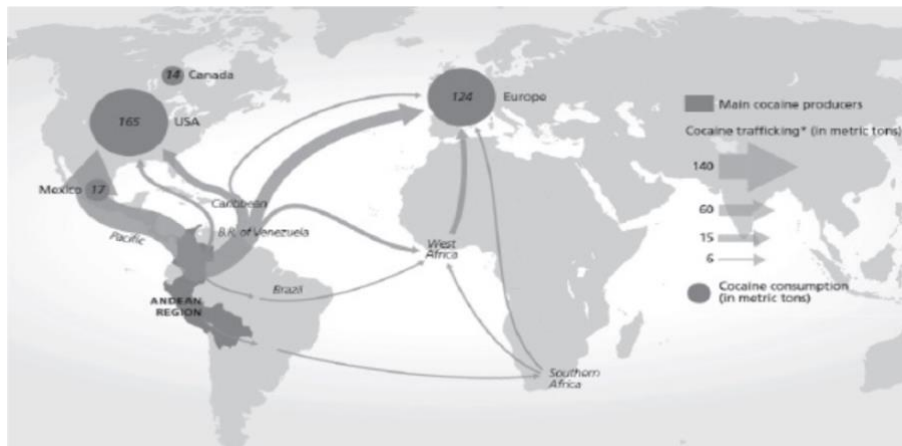 14 Canada
165 USA
124 Europe
Mexico 17
Caribbean
Pacific
B.R. of Venezuela
West
Africa
Brazil
ANDEAN
REGION
Southern
Africa
Main cocaine producers
Cocaine trafficking* (in metric tons)
140
60
15
6
Cocaine consumption
(in metric tons)